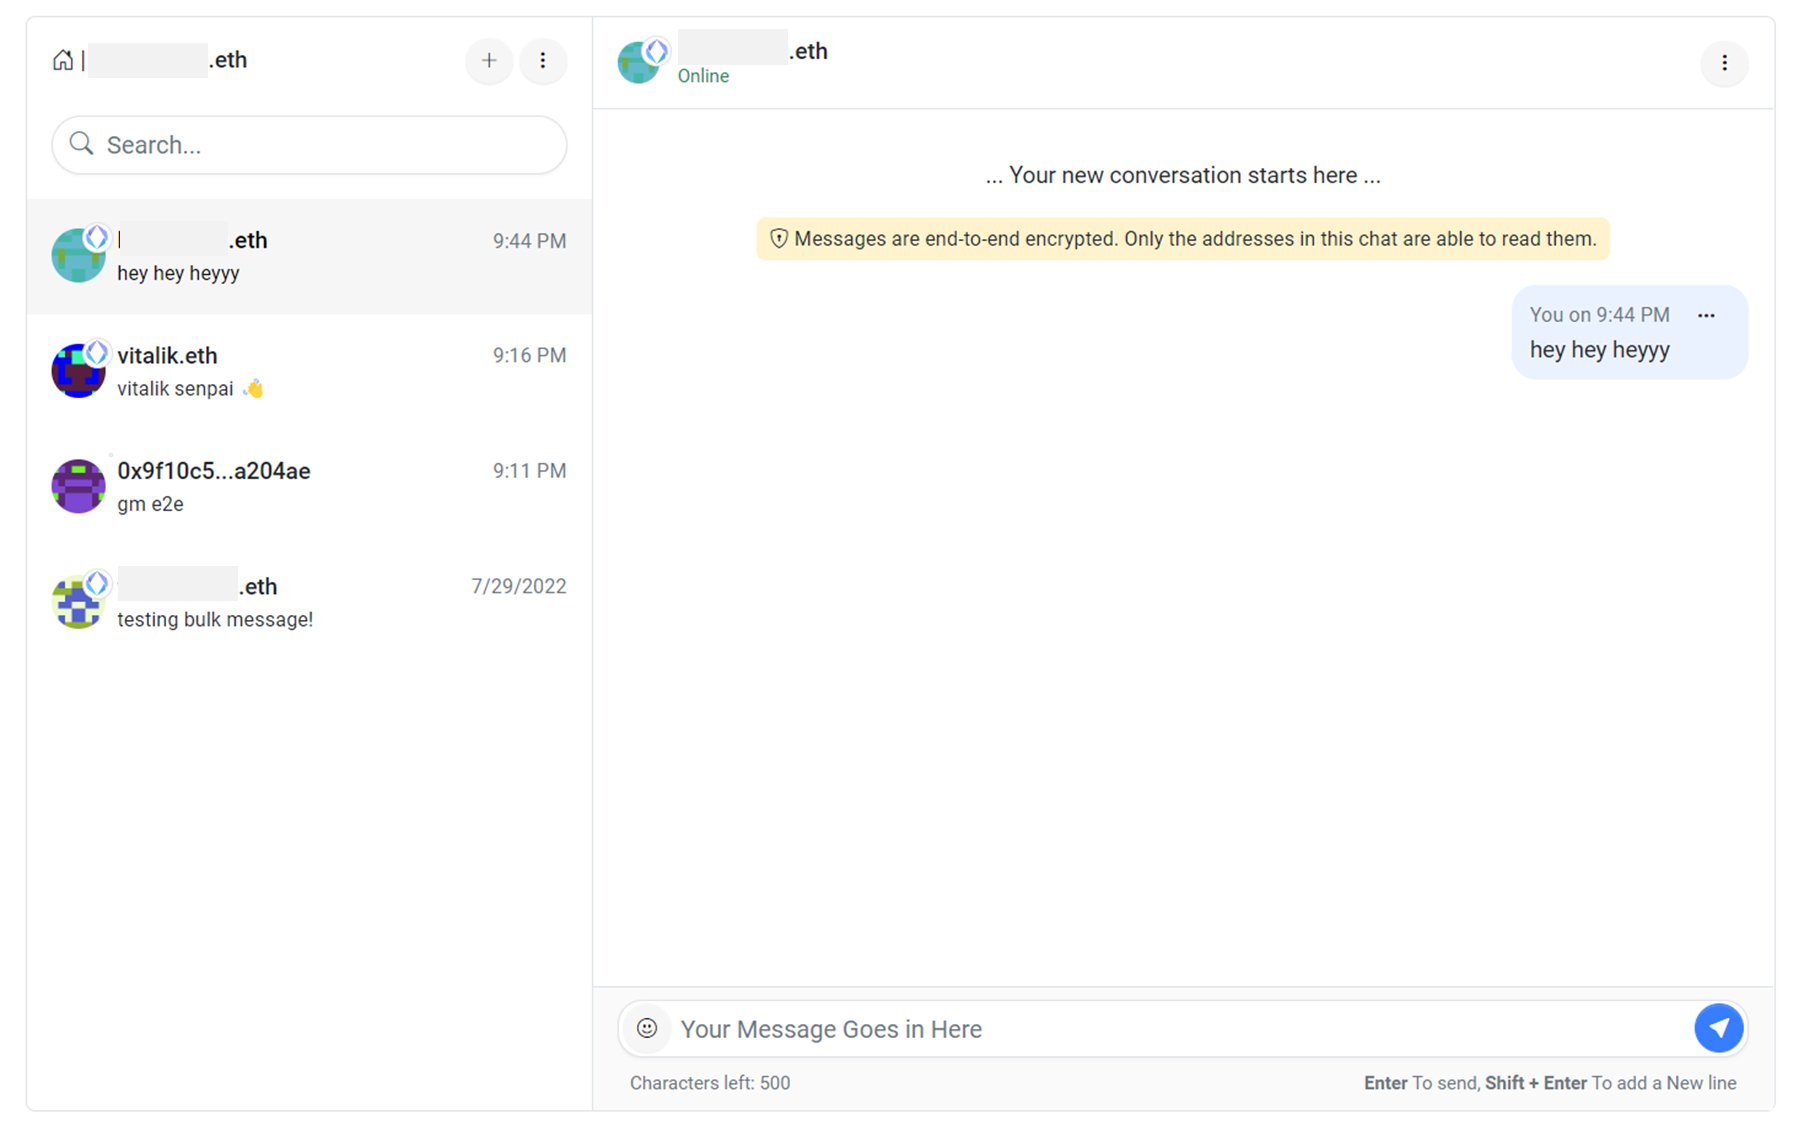 | .eth
Search...
.eth 9:44 PM
hey hey heyyy
vitalik.eth 9:16 PM
vitalik senpai 👋
0x9f10c5...a204ae 9:11 PM
gm e2e
.eth 7/29/2022
testing bulk message!
.eth
Online
... Your new conversation starts here ...
Messages are end-to-end encrypted. Only the addresses in this chat are able to read them.
You on 9:44 PM ...
hey hey heyyy
Your Message Goes in Here
Characters left: 500
Enter To send, Shift + Enter To add a New line